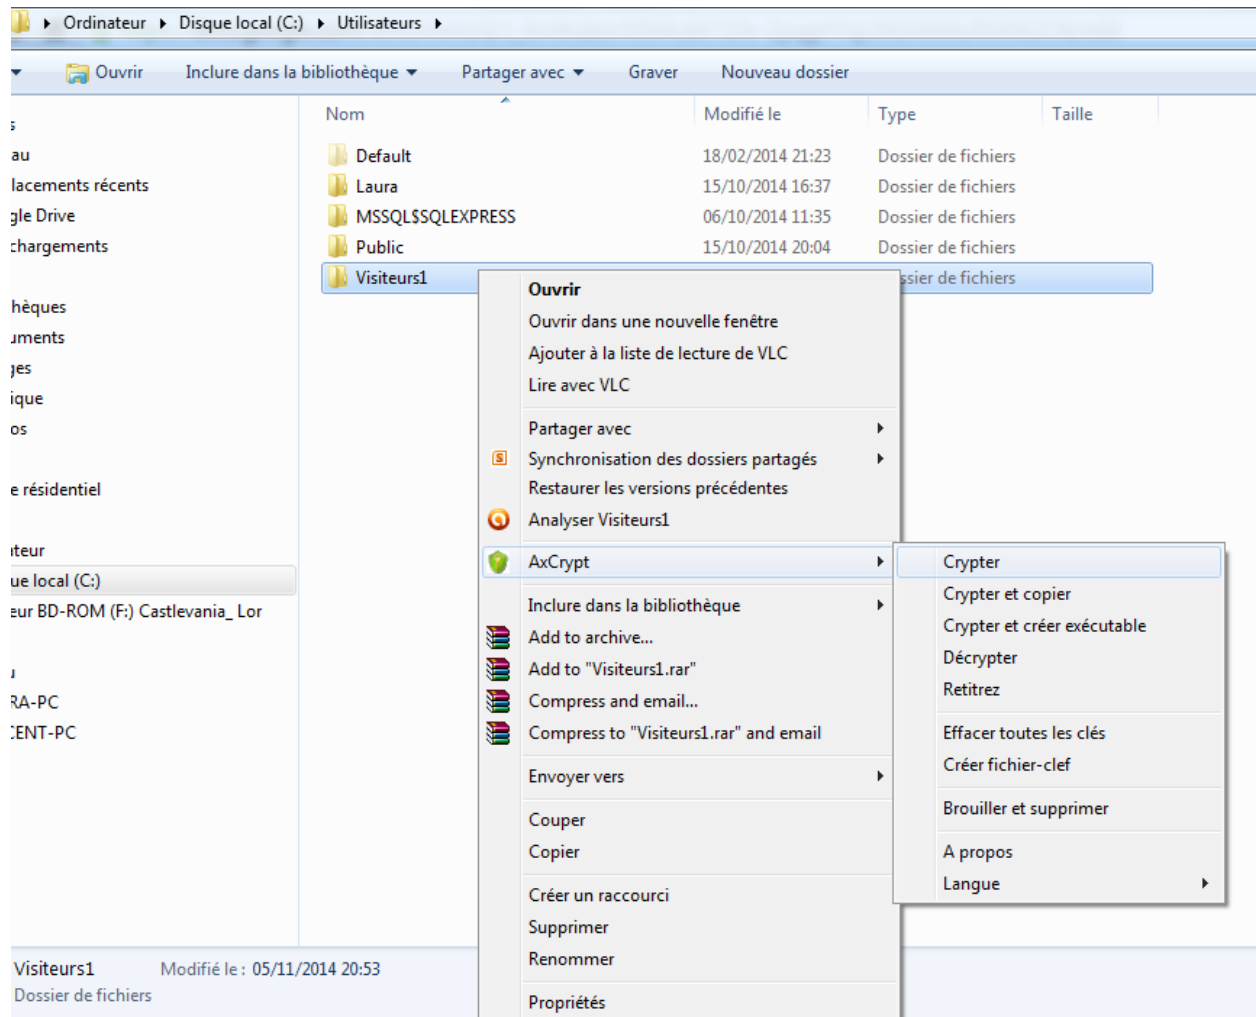 Ordinateur ▸ Disque local (C:) ▸ Utilisateurs ▸
Ouvrir Inclure dans la bibliothèque Partager avec Graver Nouveau dossier
Nom Modifié le Type Taille
Default 18/02/2014 21:23 Dossier de fichiers
Laura 15/10/2014 16:37 Dossier de fichiers
MSSQL$SQLEXPRESS 06/10/2014 11:35 Dossier de fichiers
Public 15/10/2014 20:04 Dossier de fichiers
Visiteurs1 ssier de fichiers
s
au
lacements récents
gle Drive
chargements
hèques
uments
ges
ique
os
e résidentiel
ateur
ue local (C:)
eur BD-ROM (F:) Castlevania_ Lor
RA-PC
CENT-PC
Ouvrir
Ouvrir dans une nouvelle fenêtre
Ajouter à la liste de lecture de VLC
Lire avec VLC
Partager avec
Synchronisation des dossiers partagés
Restaurer les versions précédentes
Analyser Visiteurs1
AxCrypt
Inclure dans la bibliothèque
Add to archive...
Add to "Visiteurs1.rar"
Compress and email...
Compress to "Visiteurs1.rar" and email
Envoyer vers
Couper
Copier
Créer un raccourci
Supprimer
Renommer
Propriétés
Crypter
Crypter et copier
Crypter et créer exécutable
Décrypter
Retitrez
Effacer toutes les clés
Créer fichier-clef
Brouiller et supprimer
A propos
Langue
Visiteurs1 Modifié le : 05/11/2014 20:53
Dossier de fichiers